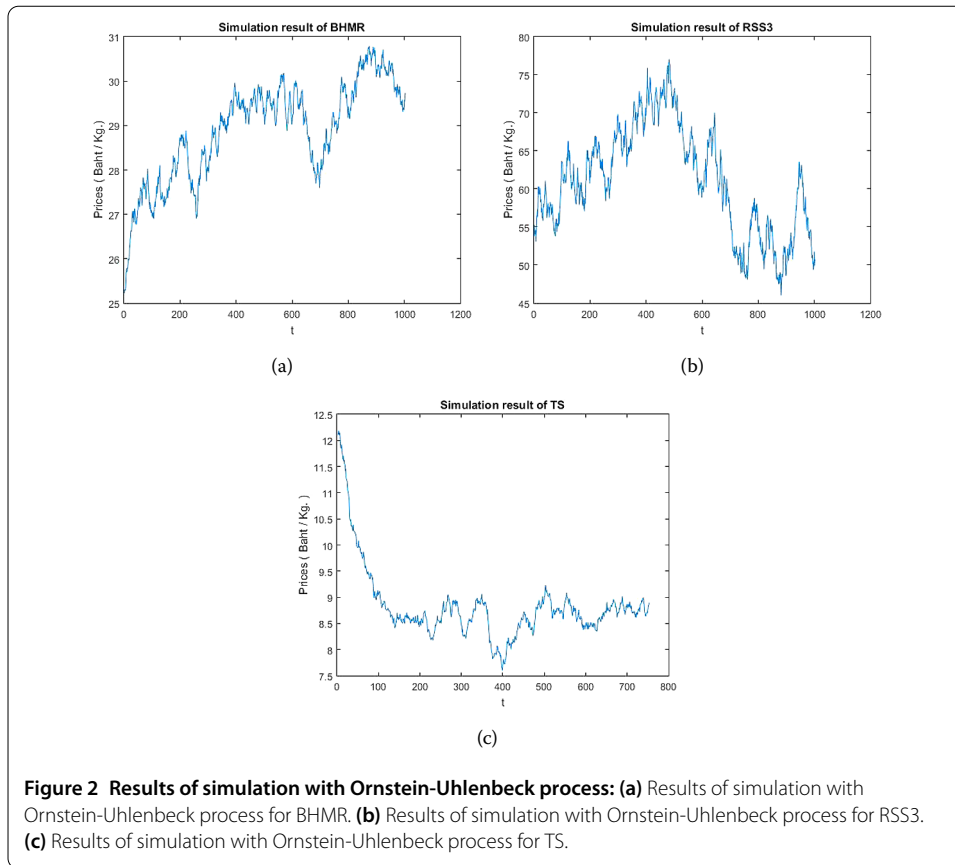 Simulation result of BHMR
31
30
29
28
27
26
25
Prices ( Baht / Kg. )
0 200 400 600 800 1000 1200
t
(a)
Simulation result of RSS3
80
75
70
65
60
55
50
45
Prices ( Baht / Kg. )
0 200 400 600 800 1000 1200
t
(b)
Simulation result of TS
12.5
12
11.5
11
10.5
10
9.5
9
8.5
8
7.5
Prices ( Baht / Kg. )
0 100 200 300 400 500 600 700 800
t
(c)
Figure 2 Results of simulation with Ornstein-Uhlenbeck process: (a) Results of simulation with
Ornstein-Uhlenbeck process for BHMR. (b) Results of simulation with Ornstein-Uhlenbeck process for RSS3.
(c) Results of simulation with Ornstein-Uhlenbeck process for TS.